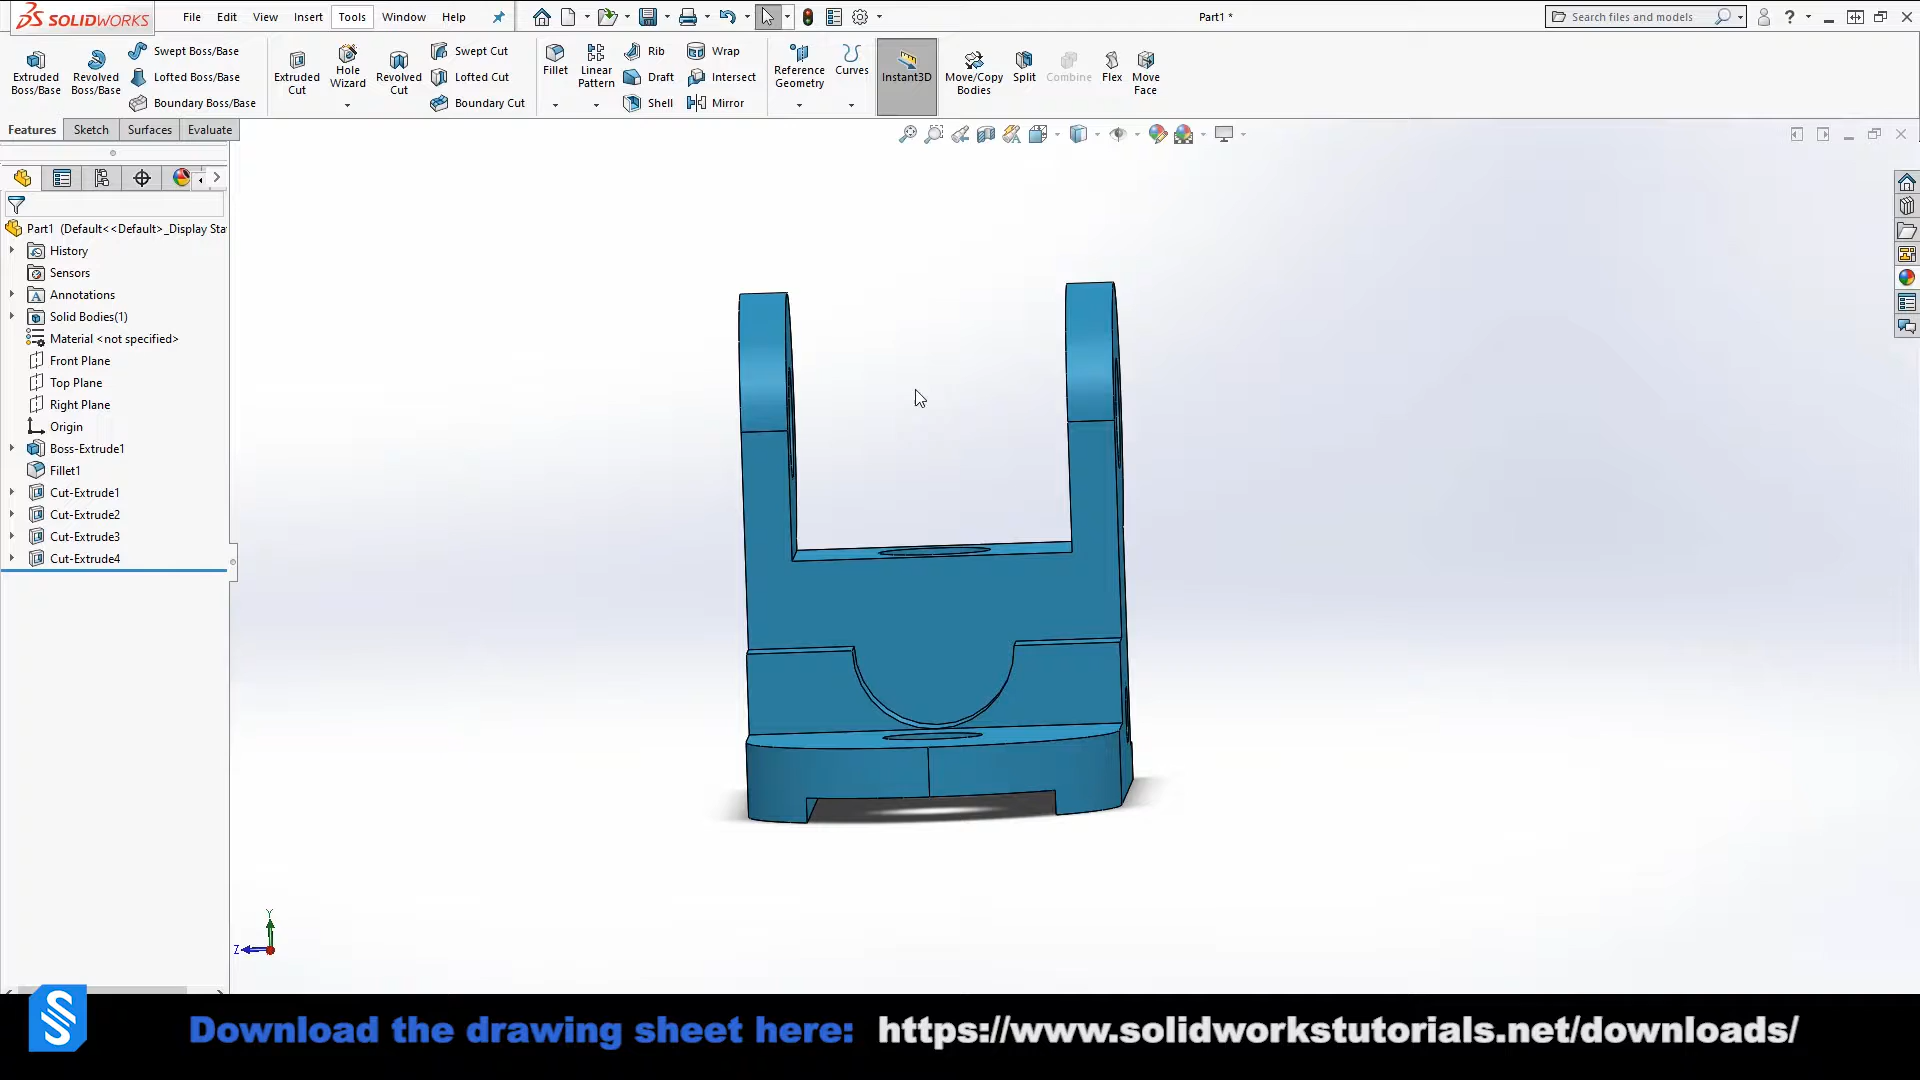 SOLIDWORKS File Edit View Insert Tools Window Help Part1 * Search files and models
Extruded Boss/Base
Revolved Boss/Base
Swept Boss/Base
Lofted Boss/Base
Boundary Boss/Base
Extruded Cut
Hole Wizard
Revolved Cut
Swept Cut
Lofted Cut
Boundary Cut
Fillet
Linear Pattern
Rib
Draft
Shell
Wrap
Intersect
Mirror
Reference Geometry
Curves
Instant3D
Move/Copy Bodies
Split
Combine
Flex
Move Face
Features Sketch Surfaces Evaluate
Part1 (Default<<Default>_Display Sta
History
Sensors
Annotations
Solid Bodies(1)
Material <not specified>
Front Plane
Top Plane
Right Plane
Origin
Boss-Extrude1
Fillet1
Cut-Extrude1
Cut-Extrude2
Cut-Extrude3
Cut-Extrude4
Y
Z
Download the drawing sheet here: https://www.solidworkstutorials.net/downloads/